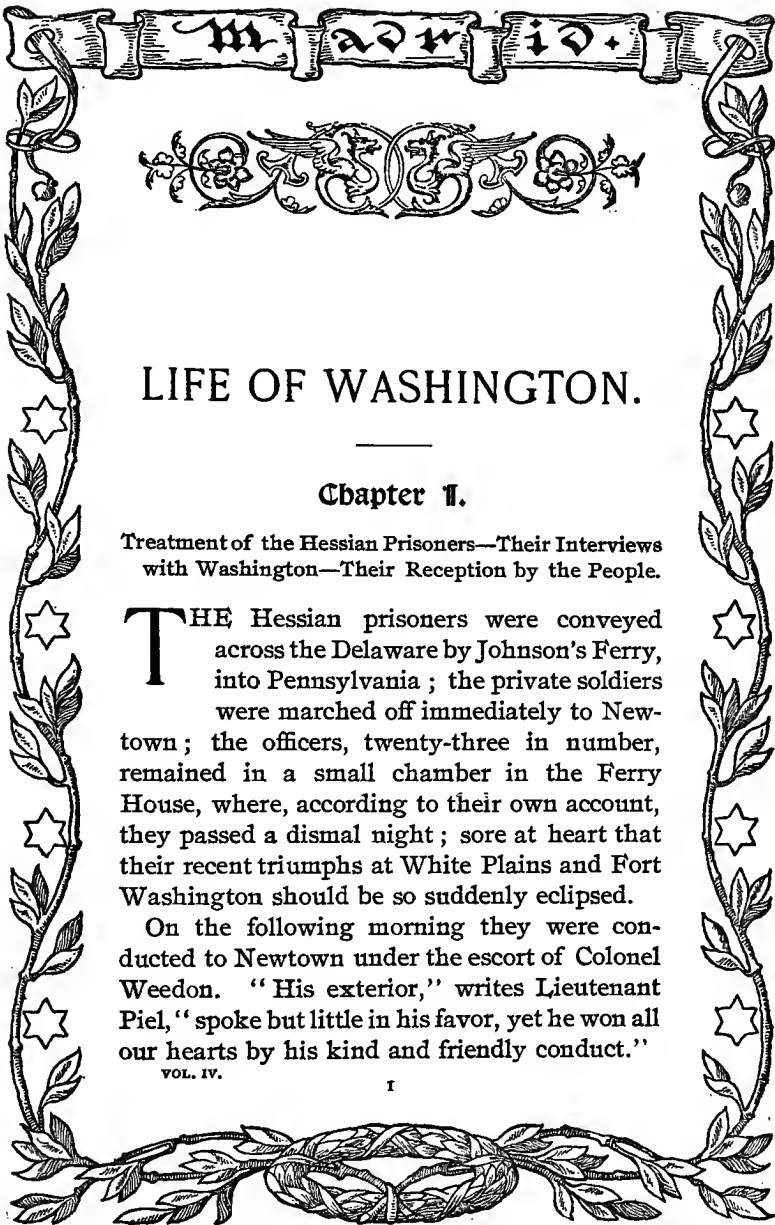 Madrid.
LIFE OF WASHINGTON.
Chapter I.
Treatment of the Hessian Prisoners—Their Interviews
with Washington—Their Reception by the People.
THE Hessian prisoners were conveyed
across the Delaware by Johnson's Ferry,
into Pennsylvania ; the private soldiers
were marched off immediately to New-
town ; the officers, twenty-three in number,
remained in a small chamber in the Ferry
House, where, according to their own account,
they passed a dismal night ; sore at heart that
their recent triumphs at White Plains and Fort
Washington should be so suddenly eclipsed.
On the following morning they were con-
ducted to Newtown under the escort of Colonel
Weedon. "His exterior," writes Lieutenant
Piel, "spoke but little in his favor, yet he won all
our hearts by his kind and friendly conduct."
VOL. IV.
1